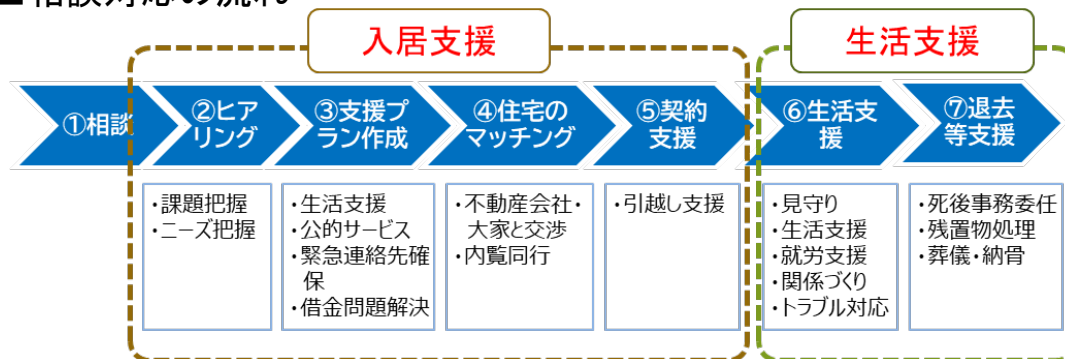 ■相談対応の流れ
入居支援
生活支援
①相談
②ヒア
リング
③支援プ
ラン作成
④住宅の
マッチング
⑤契約
支援
⑥生活支
援
⑦退去
等支援
・課題把握
・ニーズ把握
・生活支援
・公的サービス
・緊急連絡先確
保
・借金問題解決
・不動産会社・
大家と交渉
・内覧同行
・引越し支援
・見守り
・生活支援
・就労支援
・関係づくり
・トラブル対応
・死後事務委任
・残置物処理
・葬儀・納骨